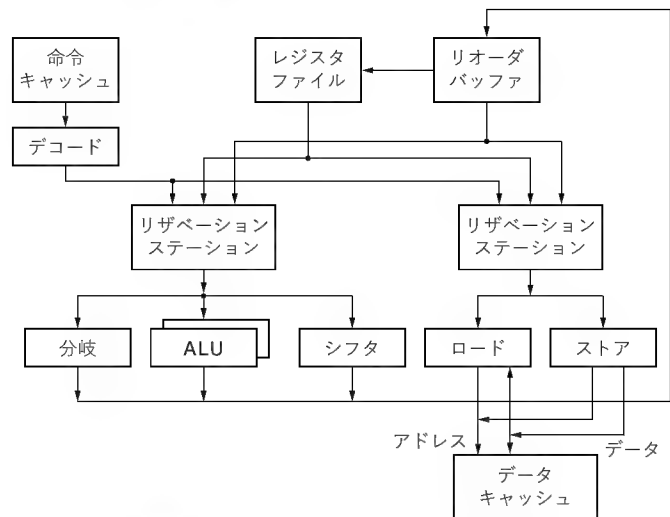 命令
キャッシュ
レジスタ
ファイル
リオーダ
バッファ
デコード
リザベーション
ステーション
リザベーション
ステーション
分岐
ALU
シフタ
ロード
ストア
アドレス
データ
データ
キャッシュ